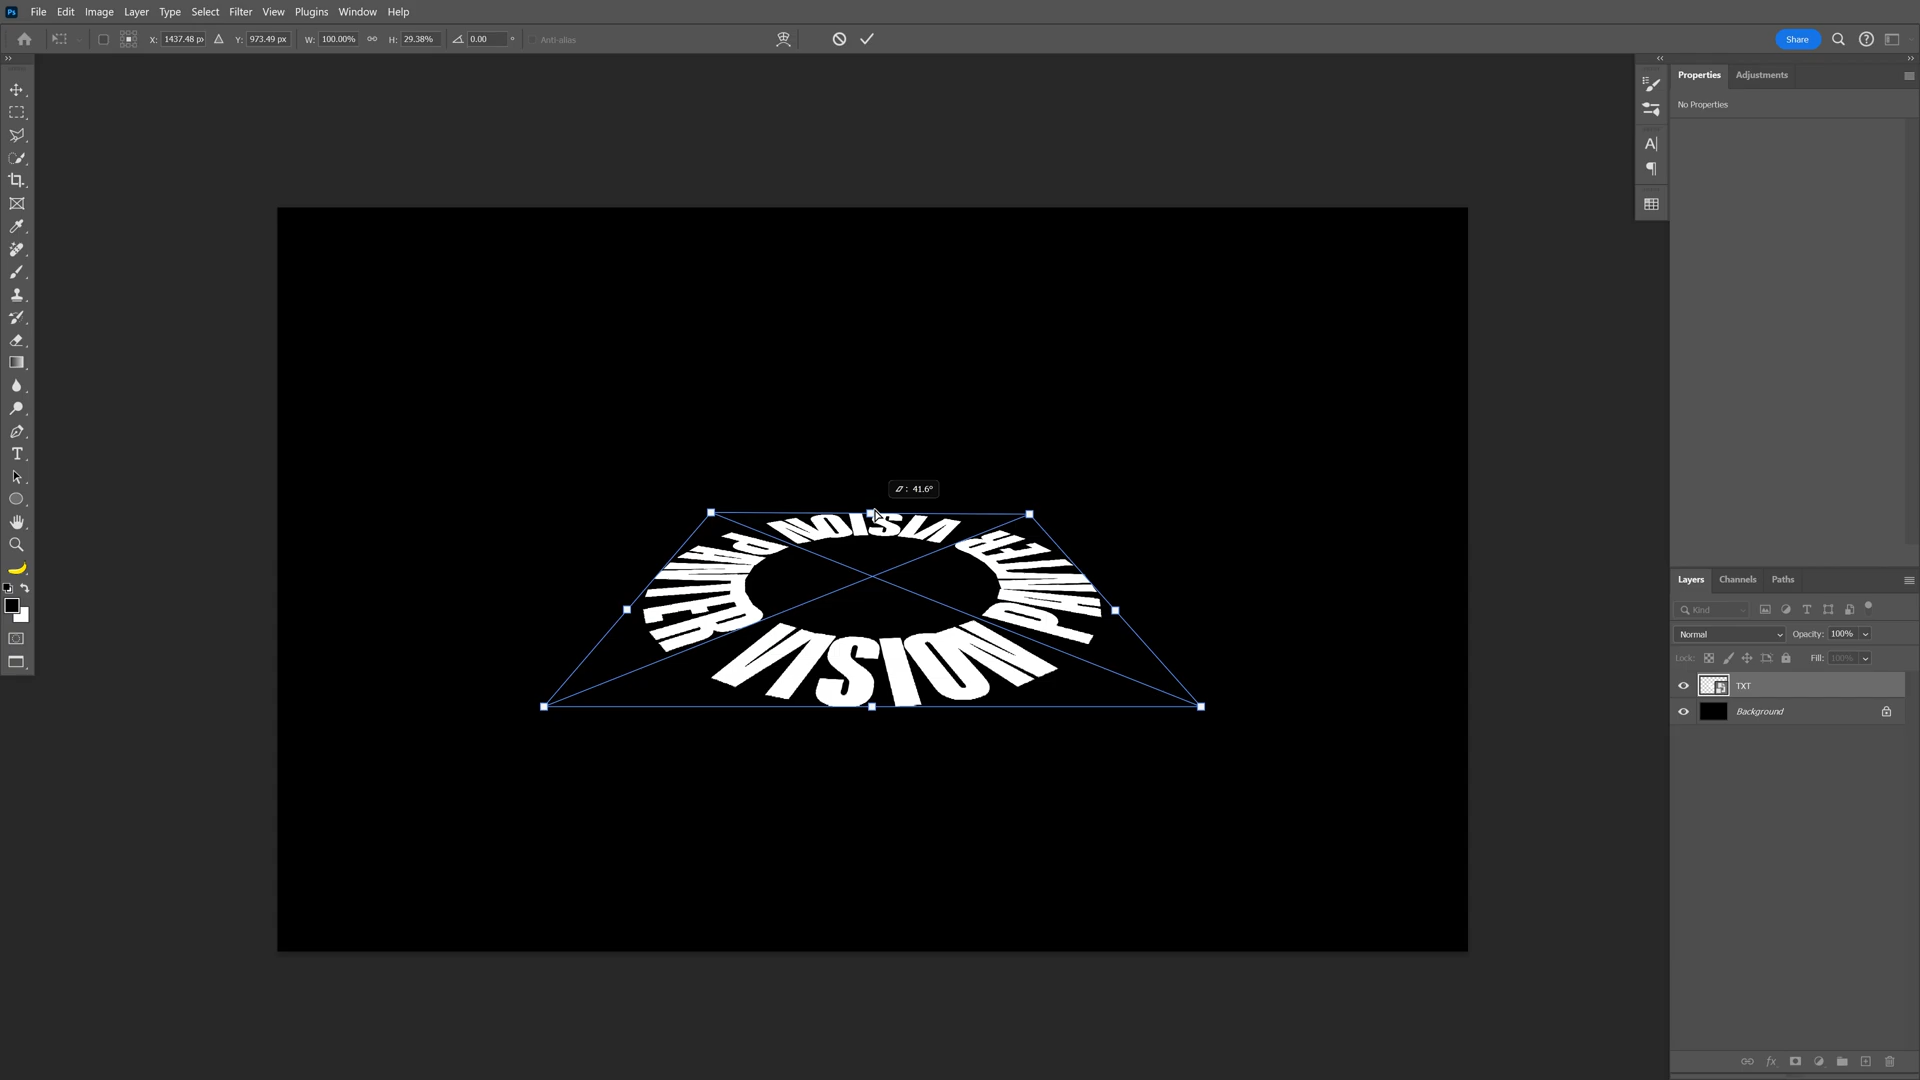 Ps File Edit Image Layer Type Select Filter View Plugins Window Help
X: 1437.48 px Y: 973.49 px W: 100.00% H: 29.38% 0.00 ° Anti-alias Share
Properties Adjustments
No Properties
41.6°
VISION
PANTER
PANTER
VISION
Layers Channels Paths
Kind
Normal Opacity: 100%
Lock: Fill: 100%
TXT
Background